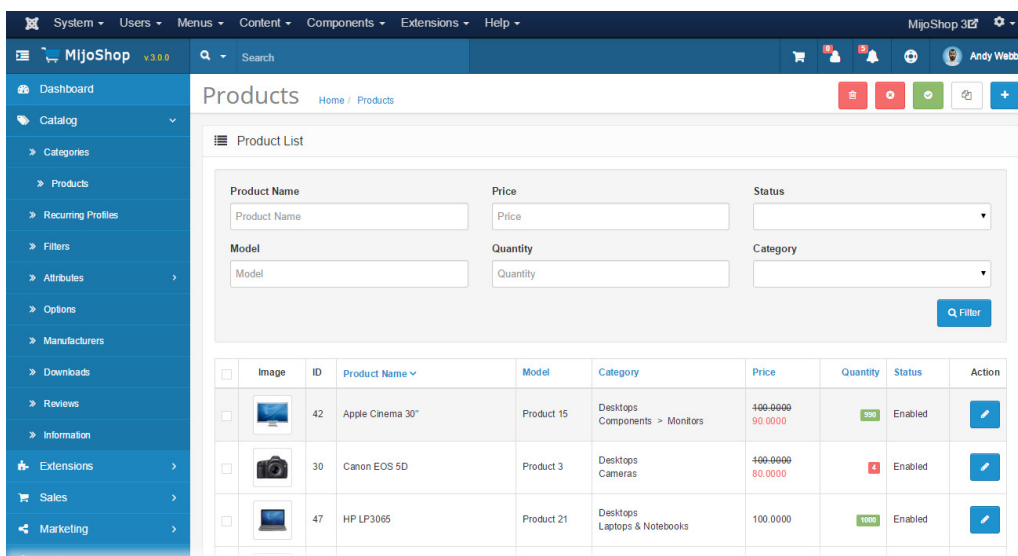 System Users Menus Content Components Extensions Help MijoShop 3
MijoShop v.3.0.0 Search 0 5 Andy Webb
Dashboard
Catalog
Categories
Products
Recurring Profiles
Filters
Attributes
Options
Manufacturers
Downloads
Reviews
Information
Extensions
Sales
Marketing
Products Home / Products
Product List
Product Name Price Status
Product Name Price
Model Quantity Category
Model Quantity
Filter
Image ID Product Name Model Category Price Quantity Status Action
42 Apple Cinema 30" Product 15 Desktops 100.0000 990 Enabled
Components > Monitors 90.0000
30 Canon EOS 5D Product 3 Desktops 100.0000 4 Enabled
Cameras 80.0000
47 HP LP3065 Product 21 Desktops 100.0000 1000 Enabled
Laptops & Notebooks